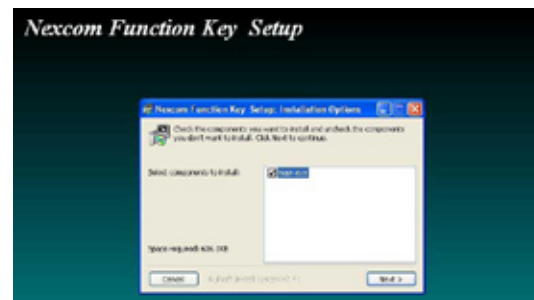 Nexcom Function Key Setup
Nexcom Function Key Setup: Installation Options
Check the components you want to install and uncheck the components
you don't want to install. Click Next to continue.
Select components to install:
Space required:
Cancel
Next >